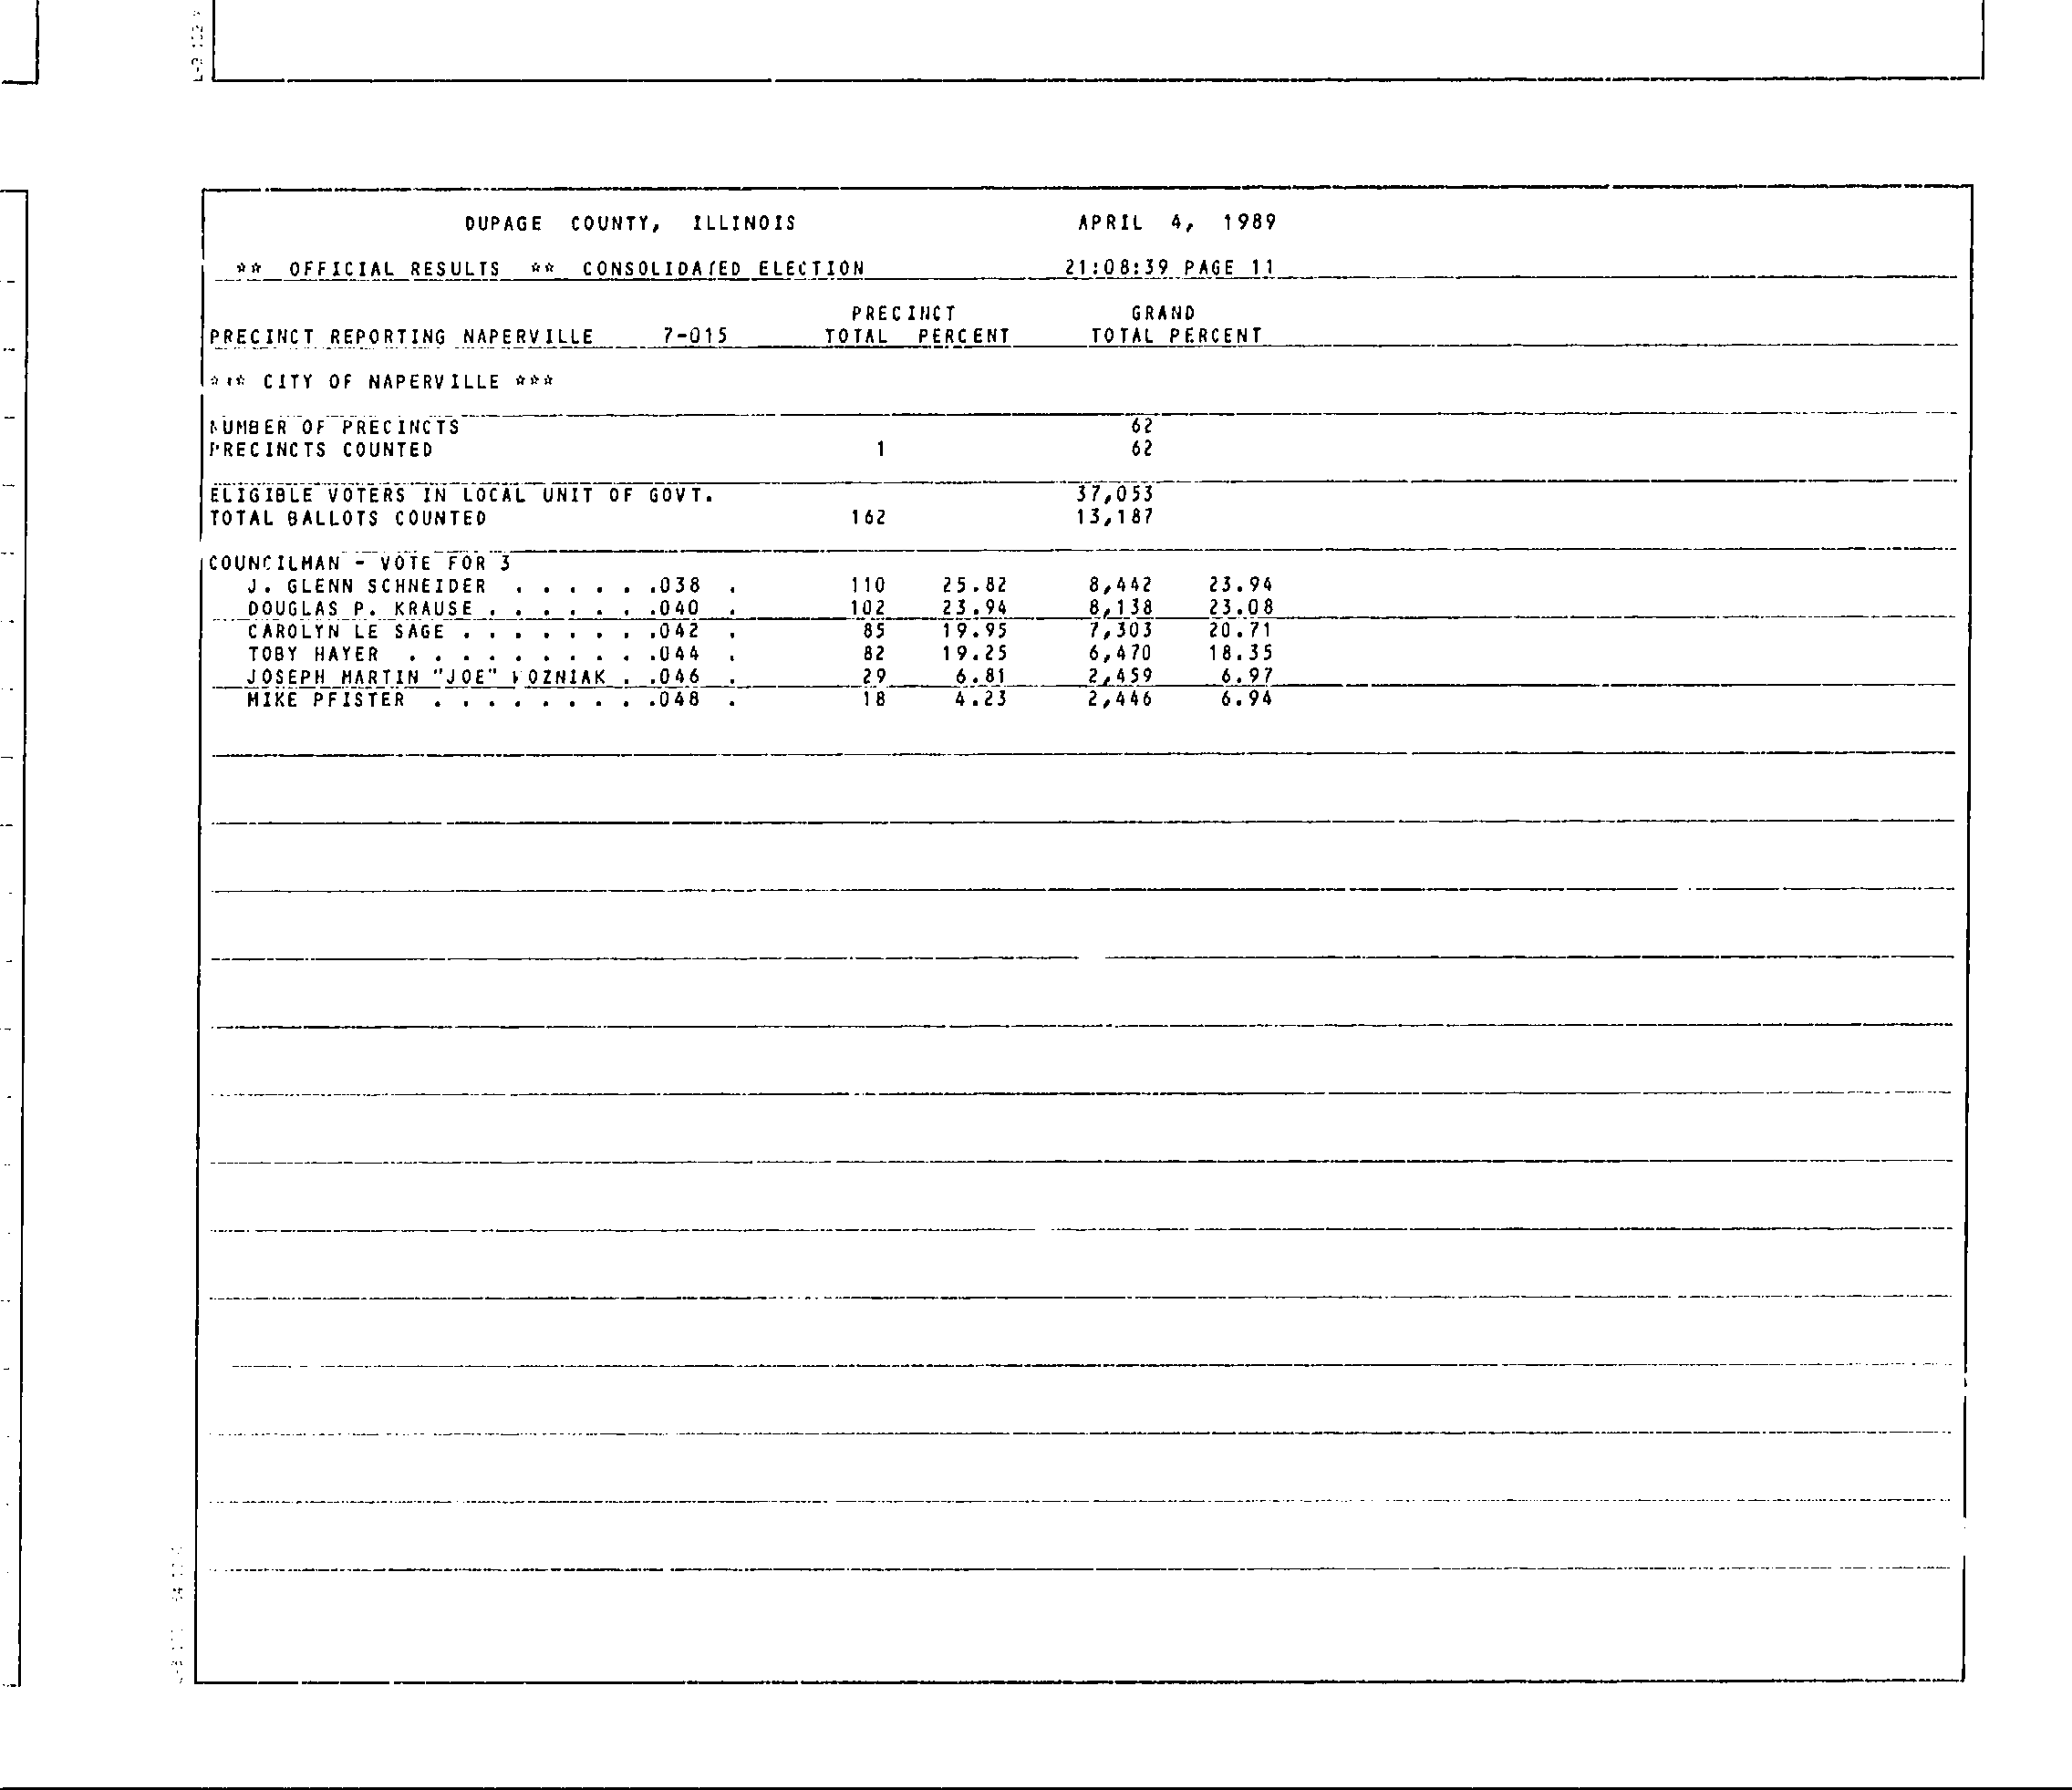 DUPAGE COUNTY, ILLINOIS APRIL 4, 1989
** OFFICIAL RESULTS ** CONSOLIDATED ELECTION 21:08:39 PAGE 11
PRECINCT GRAND
PRECINCT REPORTING NAPERVILLE 7-015 TOTAL PERCENT TOTAL PERCENT
*** CITY OF NAPERVILLE ***
NUMBER OF PRECINCTS 62
PRECINCTS COUNTED 1 62
ELIGIBLE VOTERS IN LOCAL UNIT OF GOVT. 37,053
TOTAL BALLOTS COUNTED 162 13,187
COUNCILMAN - VOTE FOR 3
J. GLENN SCHNEIDER . . . . . .038 . 110 25.82 8,442 23.94
DOUGLAS P. KRAUSE . . . . . . .040 . 102 23.94 8,138 23.08
CAROLYN LE SAGE . . . . . . . .042 . 85 19.95 7,303 20.71
TOBY HAYER . . . . . . . . . .044 . 82 19.25 6,470 18.35
JOSEPH MARTIN "JOE" WOZNIAK . .046 . 29 6.81 2,459 6.97
MIKE PFISTER . . . . . . . . .048 . 18 4.23 2,446 6.94